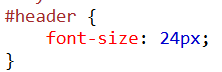 #header {
    font-size: 24px;
}